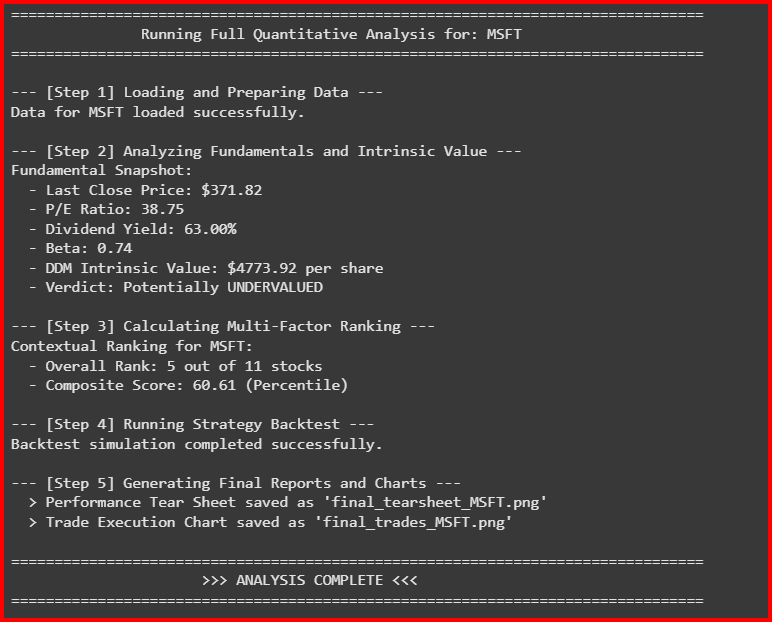 ================================================================================
Running Full Quantitative Analysis for: MSFT
================================================================================
--- [Step 1] Loading and Preparing Data ---
Data for MSFT loaded successfully.
--- [Step 2] Analyzing Fundamentals and Intrinsic Value ---
Fundamental Snapshot:
- Last Close Price: $371.82
- P/E Ratio: 38.75
- Dividend Yield: 63.00%
- Beta: 0.74
- DDM Intrinsic Value: $4773.92 per share
- Verdict: Potentially UNDERVALUED
--- [Step 3] Calculating Multi-Factor Ranking ---
Contextual Ranking for MSFT:
- Overall Rank: 5 out of 11 stocks
- Composite Score: 60.61 (Percentile)
--- [Step 4] Running Strategy Backtest ---
Backtest simulation completed successfully.
--- [Step 5] Generating Final Reports and Charts ---
> Performance Tear Sheet saved as 'final_tearsheet_MSFT.png'
> Trade Execution Chart saved as 'final_trades_MSFT.png'
================================================================================
>>> ANALYSIS COMPLETE <<<
================================================================================